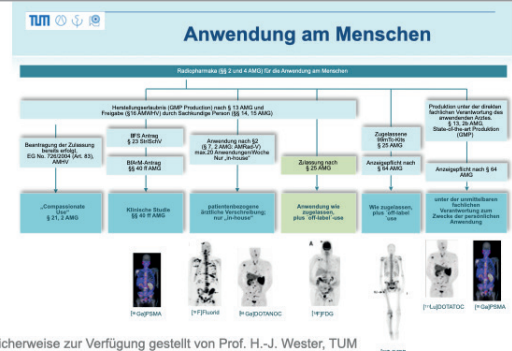 TUM
Anwendung am Menschen
Radiopharmaka (§§ 2 und 4 AMG) für die Anwendung am Menschen
Herstellungserlaubnis (GMP Production) nach § 13 AMG und
Freigabe (§16 AMWHV) durch Sachkundige Person (§§ 14, 15 AMG)
Beantragung der Zulassung
bereits erfolgt.
EG No. 726/2004 (Art. 83),
AMHV
BfS Antrag
§ 23 StrlSchV
BfArM-Antrag
§§ 40 ff AMG
Anwendung nach §2
(§ 7, 2 AMG; AMRad-V)
max.20 Anwendungen/Woche
Nur „in-house“
Zulassung nach
§ 25 AMG
Zugelassene
§ 25 AMG
Anzeigepflicht nach §
64 AMG
Produktion unter der direkten
fachlichen Verantwortung des
anwendenden Arztes.
§ 13, 2b AMG,
State-of-the-art Produktion
(GMP)
Anzeigepflicht nach § 64
AMG
„Compassionate
Use“
§ 21, 2 AMG
Klinische Studie
§§ 40 ff AMG
patientenbezogene
ärztliche Verschreibung;
nur „in-house“
Anwendung wie
zugelassen,
plus ´off-label´-use
Wie zugelassen,
plus ´off-label
´use
unter der unmittelbaren
fachlichen
Verantwortung zum
Zwecke der persönlichen
Anwendung
[68Ga]PSMA
[18F]Fluorid
[68Ga]DOTANOC
A
[18F]FDG
[177Lu]DOTATOC
[68Ga]PSMA
icherweise zur Verfügung gestellt von Prof. H.-J. Wester, TUM